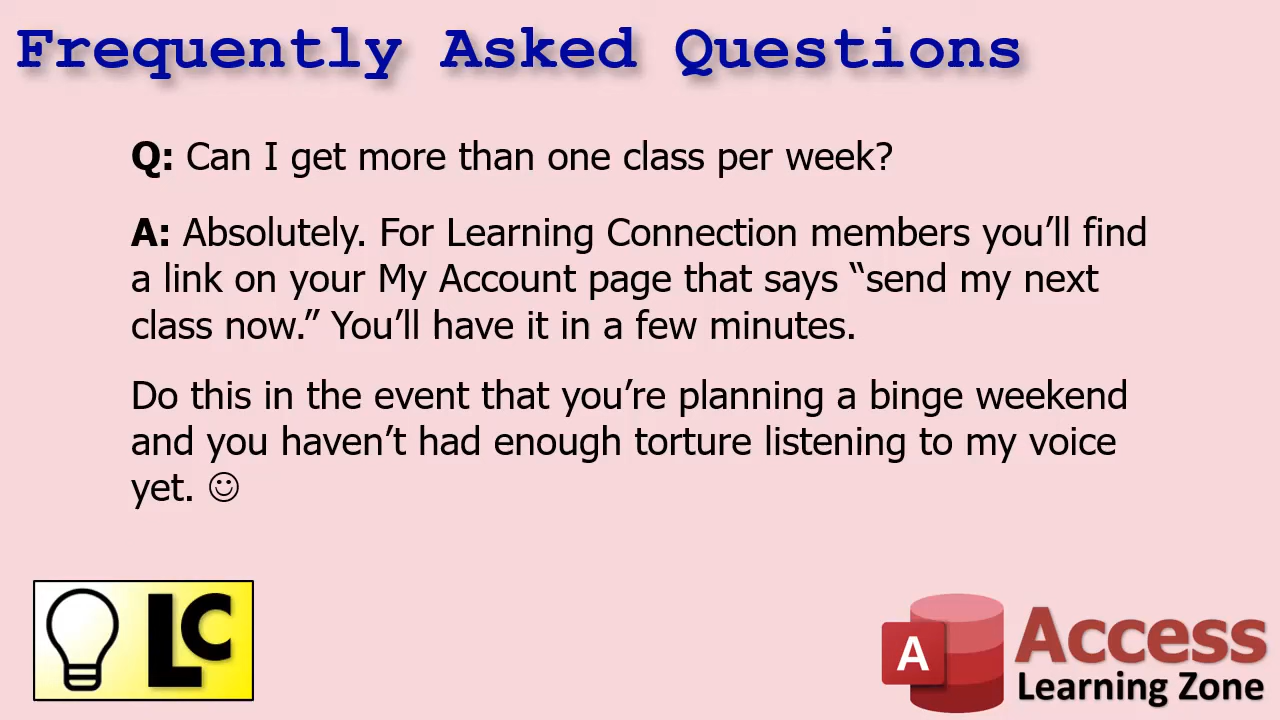 Frequently Asked Questions
Q: Can I get more than one class per week?
A: Absolutely. For Learning Connection members you’ll find
a link on your My Account page that says “send my next
class now.” You’ll have it in a few minutes.
Do this in the event that you’re planning a binge weekend
and you haven’t had enough torture listening to my voice
yet. ☺
LC
A
Access
Learning Zone